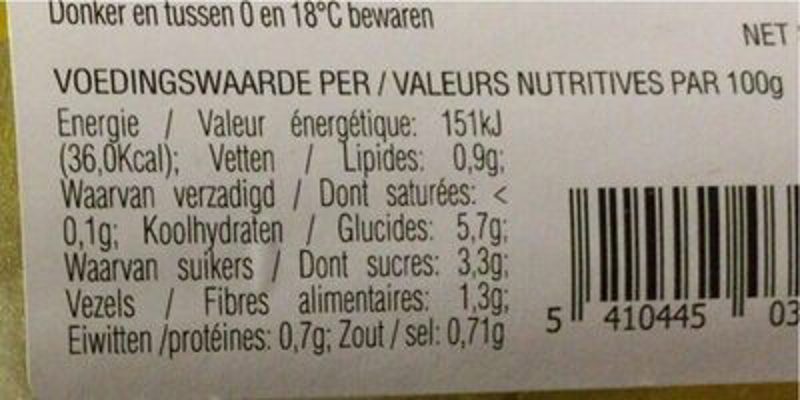 Donker en tussen 0 en 18°C bewaren
NET
VOEDINGSWAARDE PER / VALEURS NUTRITIVES PAR 100g
Energie / Valeur énergétique: 151kJ
(36,0Kcal); Vetten / Lipides: 0,9g;
Waarvan verzadigd / Dont saturées: <
0,1g; Koolhydraten / Glucides: 5,7g;
Waarvan suikers / Dont sucres: 3,3g;
Vezels / Fibres alimentaires: 1,3g;
Eiwitten /protéines: 0,7g; Zout / sel: 0,71g
5 410445 03